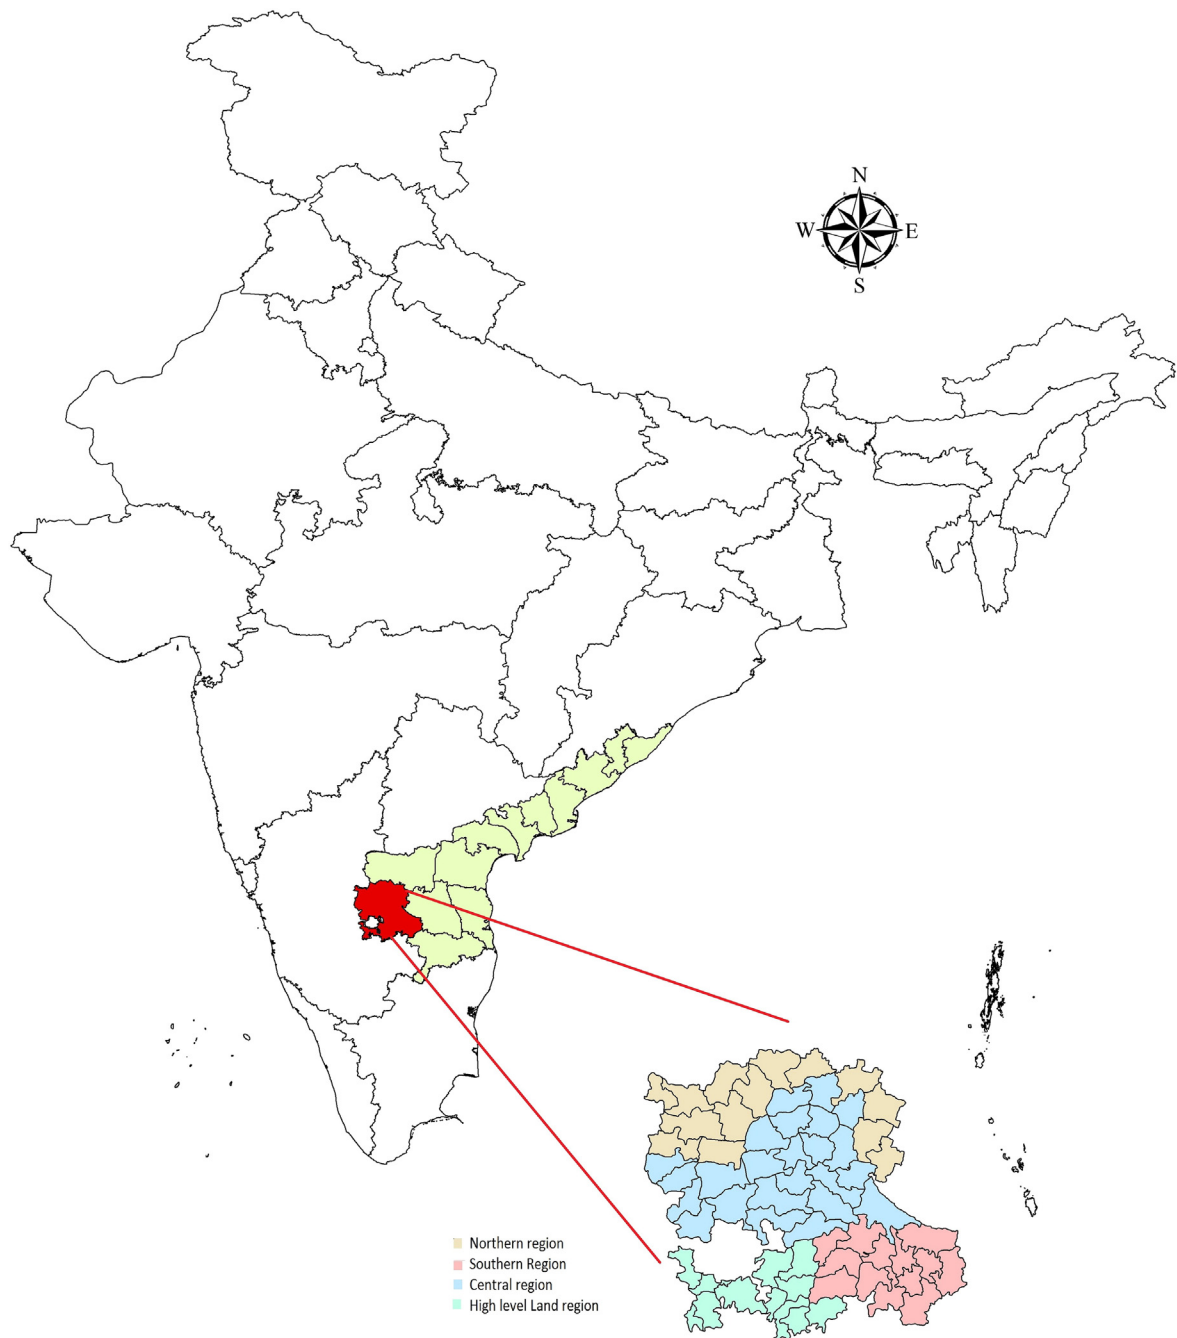 N
W E
S
Northern region
Southern Region
Central region
High level Land region